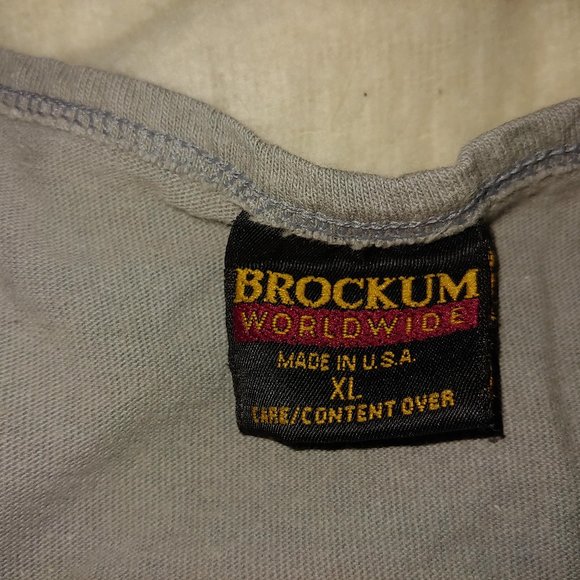 BROCKUM
WORLDWIDE
MADE IN U.S.A.
XL
CARE/CONTENT OVER